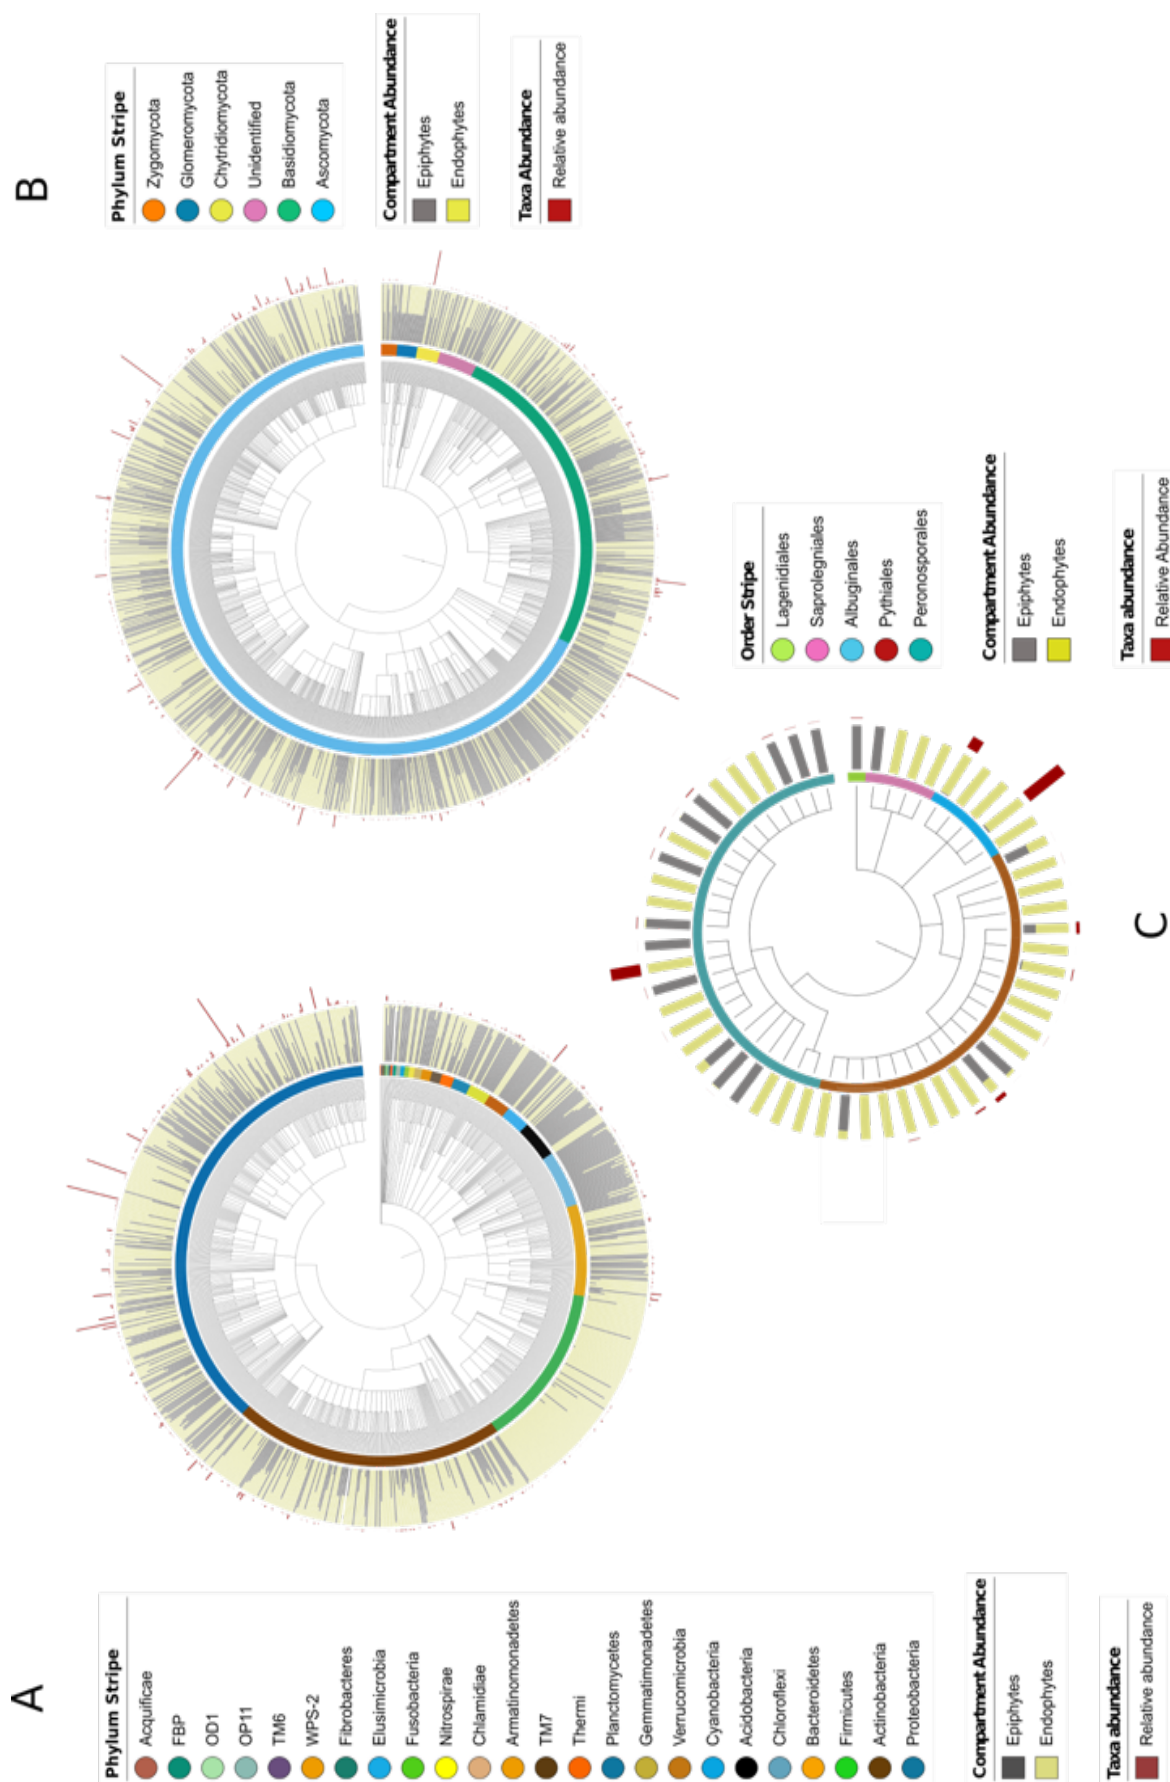 A
Phylum Stripe
Acquificae
FBP
OD1
OP11
TM6
WPS-2
Fibrobacteres
Elusimicrobia
Fusobacteria
Nitrospirae
Chlamidiae
Armatinomonadetes
TM7
Thermi
Planctomycetes
Gemmatimonadetes
Verrucomicrobia
Cyanobacteria
Acidobacteria
Chloroflexi
Bacteroidetes
Firmicutes
Actinobacteria
Proteobacteria
Compartment Abundance
Epiphytes
Endophytes
Taxa abundance
Relative abundance
B
Phylum Stripe
Zygomycota
Glomeromycota
Chytridiomycota
Unidentified
Basidiomycota
Ascomycota
Compartment Abundance
Epiphytes
Endophytes
Taxa Abundance
Relative abundance
C
Order Stripe
Lagenidiales
Saprolegniales
Albuginales
Pythiales
Peronosporales
Compartment Abundance
Epiphytes
Endophytes
Taxa abundance
Relative Abundance